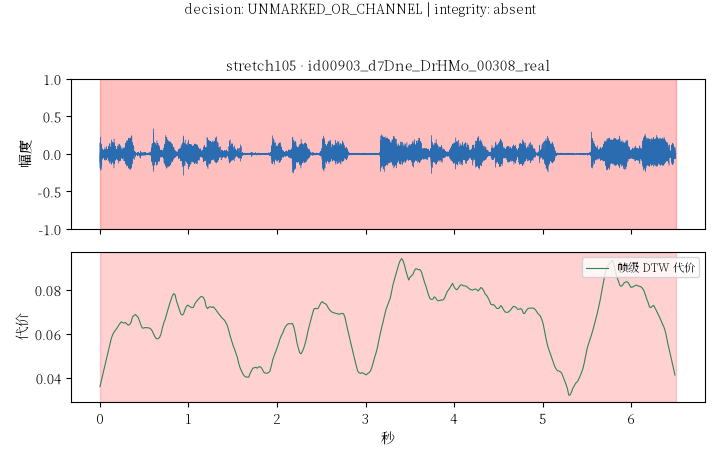 decision: UNMARKED_OR_CHANNEL | integrity: absent
stretch105 · id00903_d7Dne_DrHMo_00308_real
1.0
0.5
0.0
-0.5
-1.0
幅度
帧级 DTW 代价
0.08
0.06
0.04
代价
0 1 2 3 4 5 6
秒